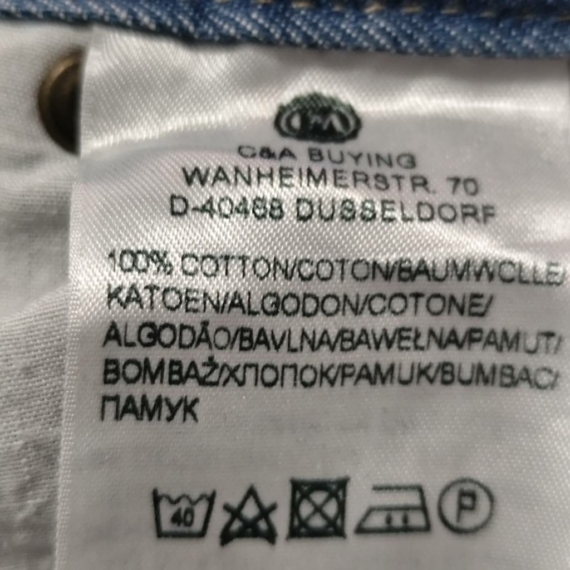 C&A
C&A BUYING
WANHEIMERSTR. 70
D-40468 DUSSELDORF
100% COTTON/COTON/BAUMWOLLE/
KATOEN/ALGODON/COTONE/
ALGODÃO/BAVLNA/BAWEŁNA/PAMUT/
BOMBAŽ/ХЛОПОК/PAMUK/BUMBAC/
ПАМУК
40
P